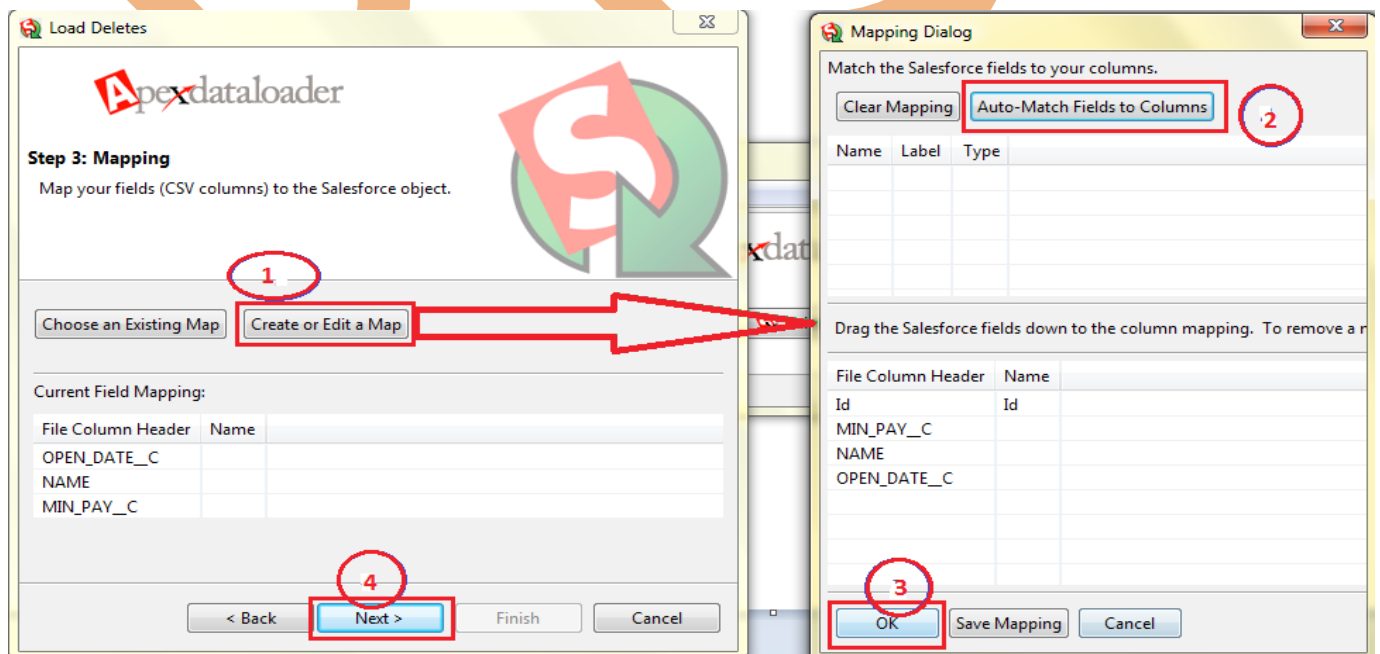 Load Deletes
Apexdataloader
Step 3: Mapping
Map your fields (CSV columns) to the Salesforce object.
1
Choose an Existing Map Create or Edit a Map
Current Field Mapping:
File Column Header Name
OPEN_DATE__C
NAME
MIN_PAY__C
4
< Back Next > Finish Cancel
xdat
Mapping Dialog
Match the Salesforce fields to your columns.
Clear Mapping Auto-Match Fields to Columns
2
Name Label Type
Drag the Salesforce fields down to the column mapping. To remove a
File Column Header Name
Id Id
MIN_PAY__C
NAME
OPEN_DATE__C
3
OK Save Mapping Cancel